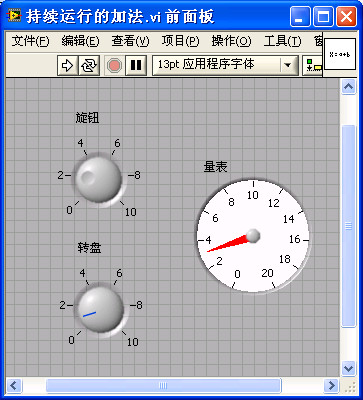 持续运行的加法.vi 前面板
文件(F) 编辑(E) 查看(V) 项目(P) 操作(O) 工具(T) 窗
13pt 应用程序字体
X = a+b
旋钮
4 6
2 8
0 10
量表
8 10 12
6 14
4 16
2 18
0 20
转盘
4 6
2 8
0 10